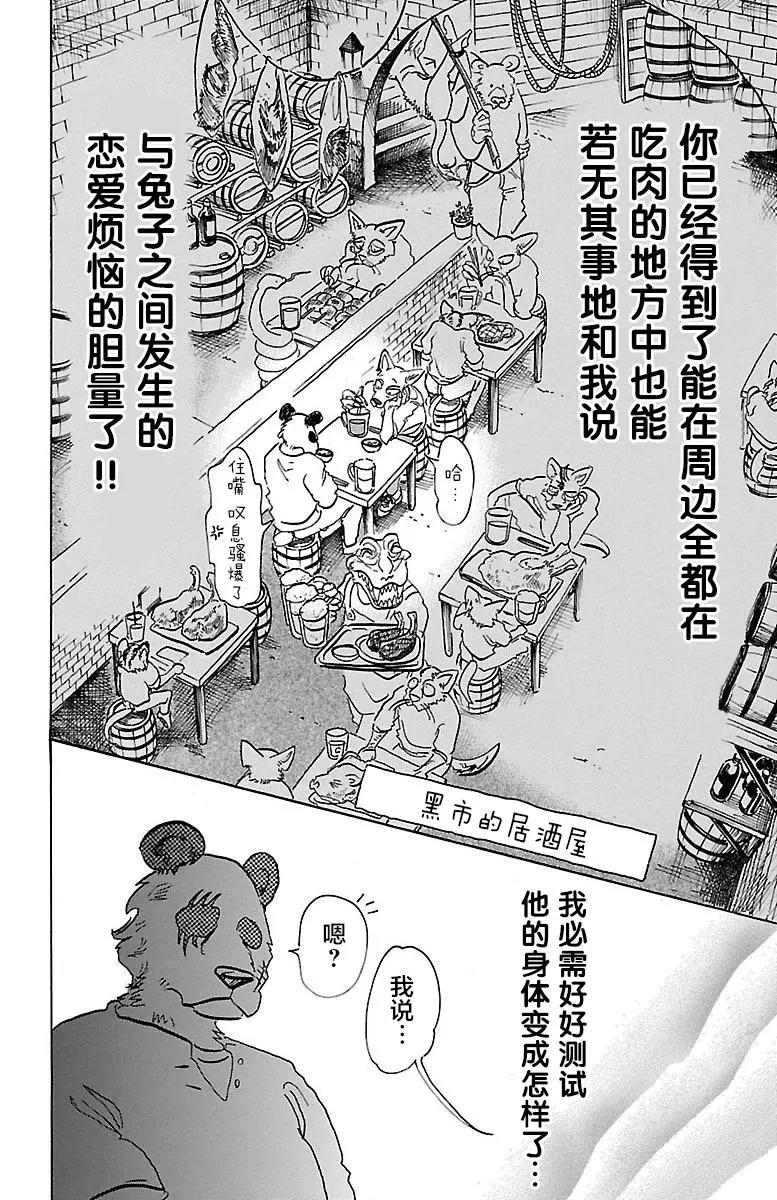 你已经得到了能在周边全都在
吃肉的地方中也能
若无其事地和我说
与兔子之间发生的
恋爱烦恼的胆量了!!
哈…
住嘴
叹息骚爆了
黑市的居酒屋
我必需好好测试
他的身体变成怎样了…
我说…
嗯?